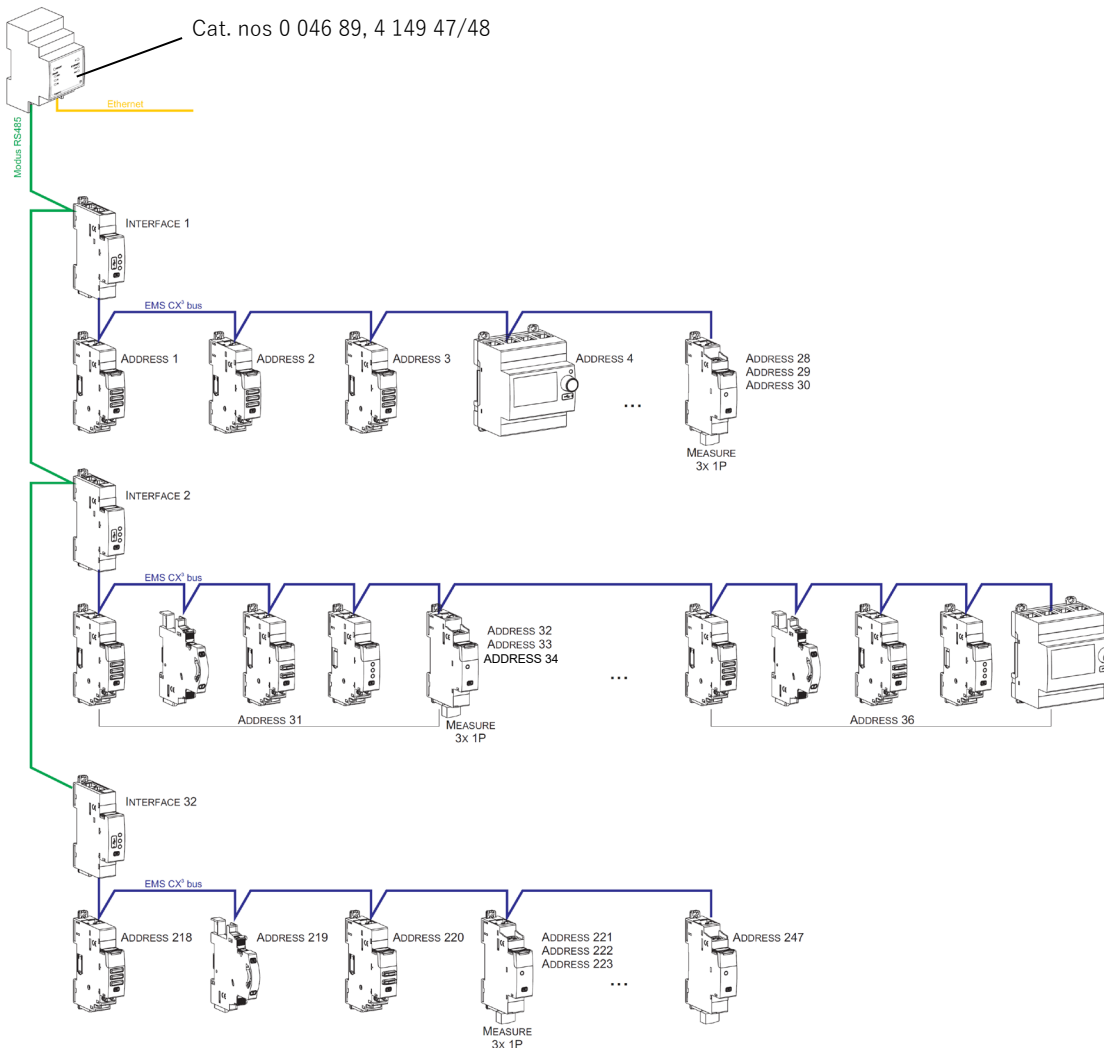 Cat. nos 0 046 89, 4 149 47/48
Ethernet
Modus RS485
INTERFACE 1
EMS CX³ bus
ADDRESS 1
ADDRESS 2
ADDRESS 3
ADDRESS 4
...
ADDRESS 28
ADDRESS 29
ADDRESS 30
MEASURE
3X 1P
INTERFACE 2
EMS CX³ bus
ADDRESS 32
ADDRESS 33
ADDRESS 34
...
ADDRESS 31
MEASURE
3X 1P
ADDRESS 36
INTERFACE 32
EMS CX³ bus
ADDRESS 218
ADDRESS 219
ADDRESS 220
ADDRESS 221
ADDRESS 222
ADDRESS 223
...
ADDRESS 247
MEASURE
3X 1P